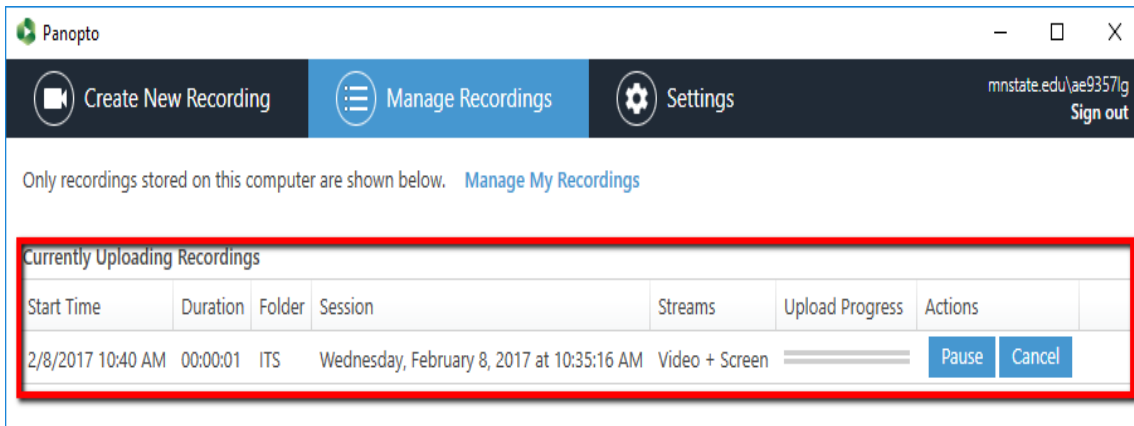 Panopto
Create New Recording Manage Recordings Settings mnstate.edu\ae9357lg
Sign out
Only recordings stored on this computer are shown below. Manage My Recordings
Currently Uploading Recordings
Start Time Duration Folder Session Streams Upload Progress Actions
2/8/2017 10:40 AM 00:00:01 ITS Wednesday, February 8, 2017 at 10:35:16 AM Video + Screen Pause Cancel